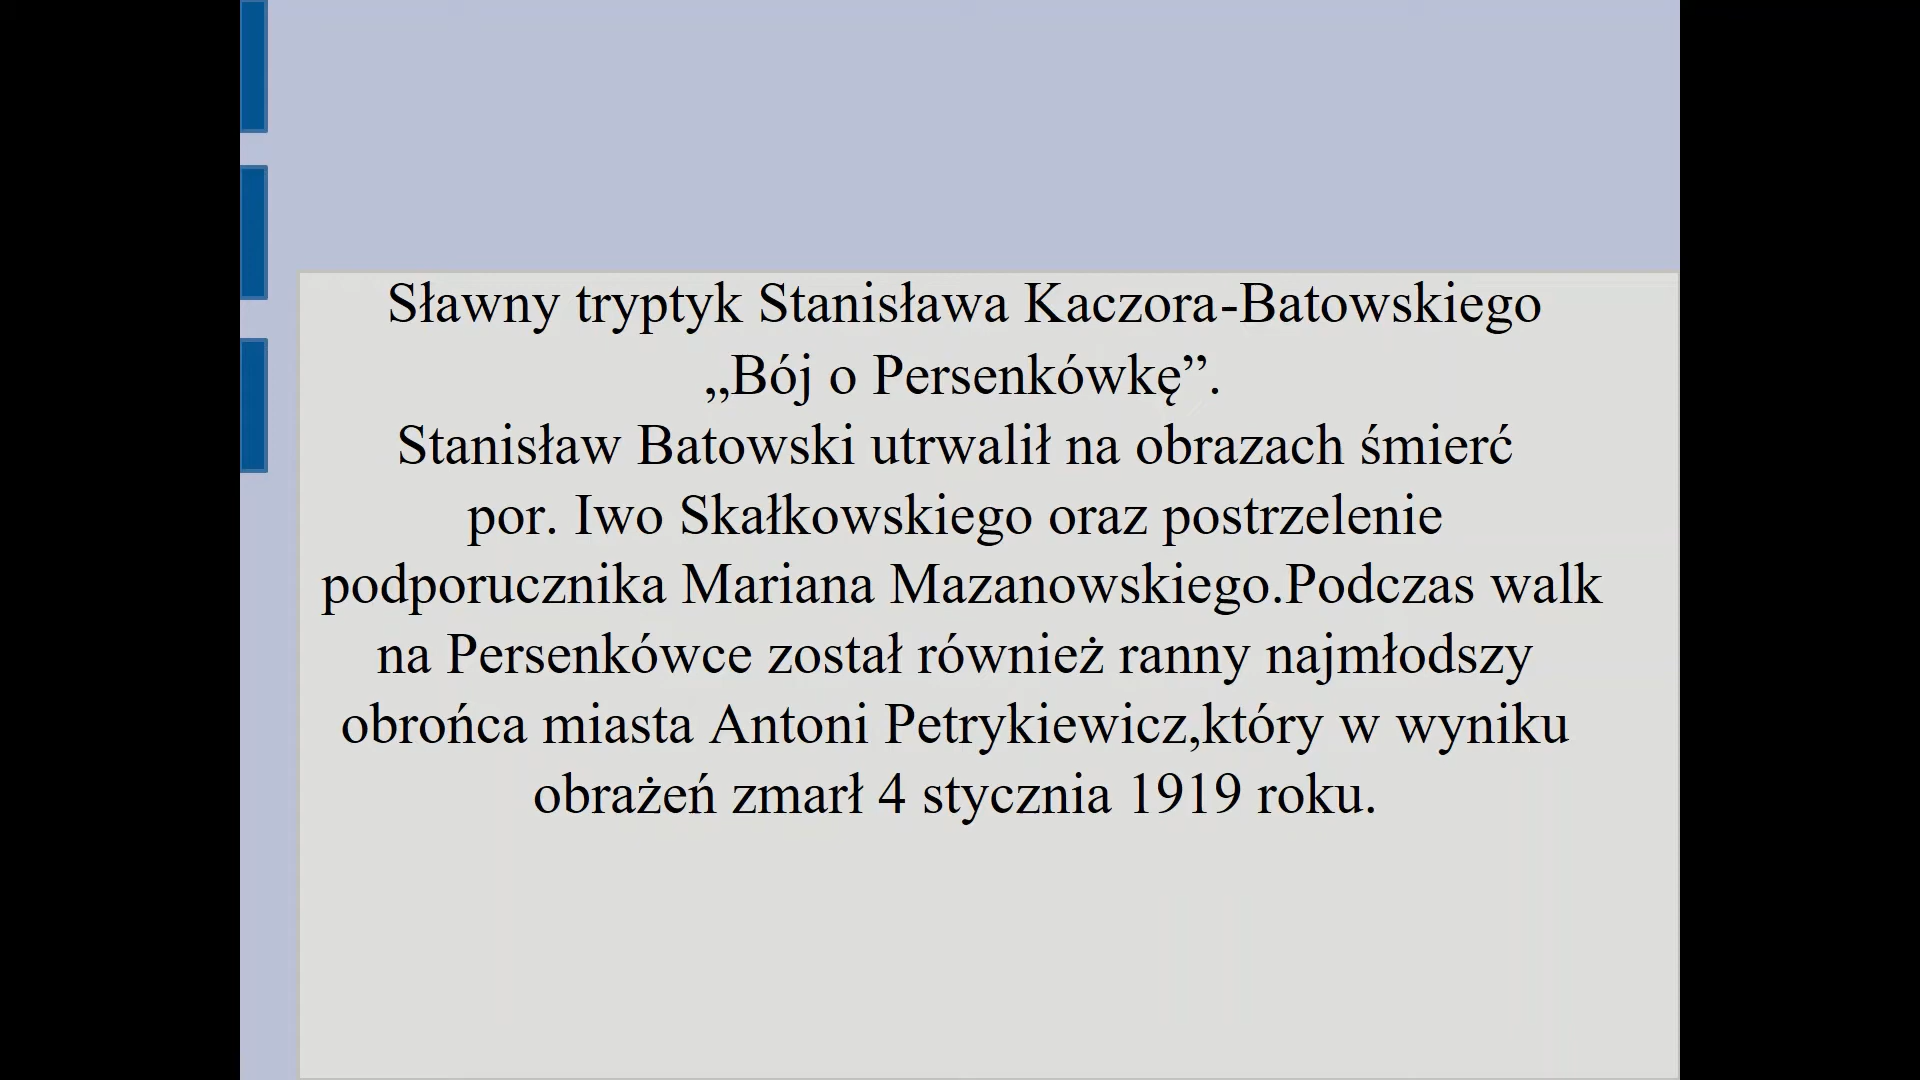 Sławny tryptyk Stanisława Kaczora-Batowskiego
„Bój o Persenkówkę”.
Stanisław Batowski utrwalił na obrazach śmierć
por. Iwo Skałkowskiego oraz postrzelenie
podporucznika Mariana Mazanowskiego.Podczas walk
na Persenkówce został również ranny najmłodszy
obrońca miasta Antoni Petrykiewicz,który w wyniku
obrażeń zmarł 4 stycznia 1919 roku.